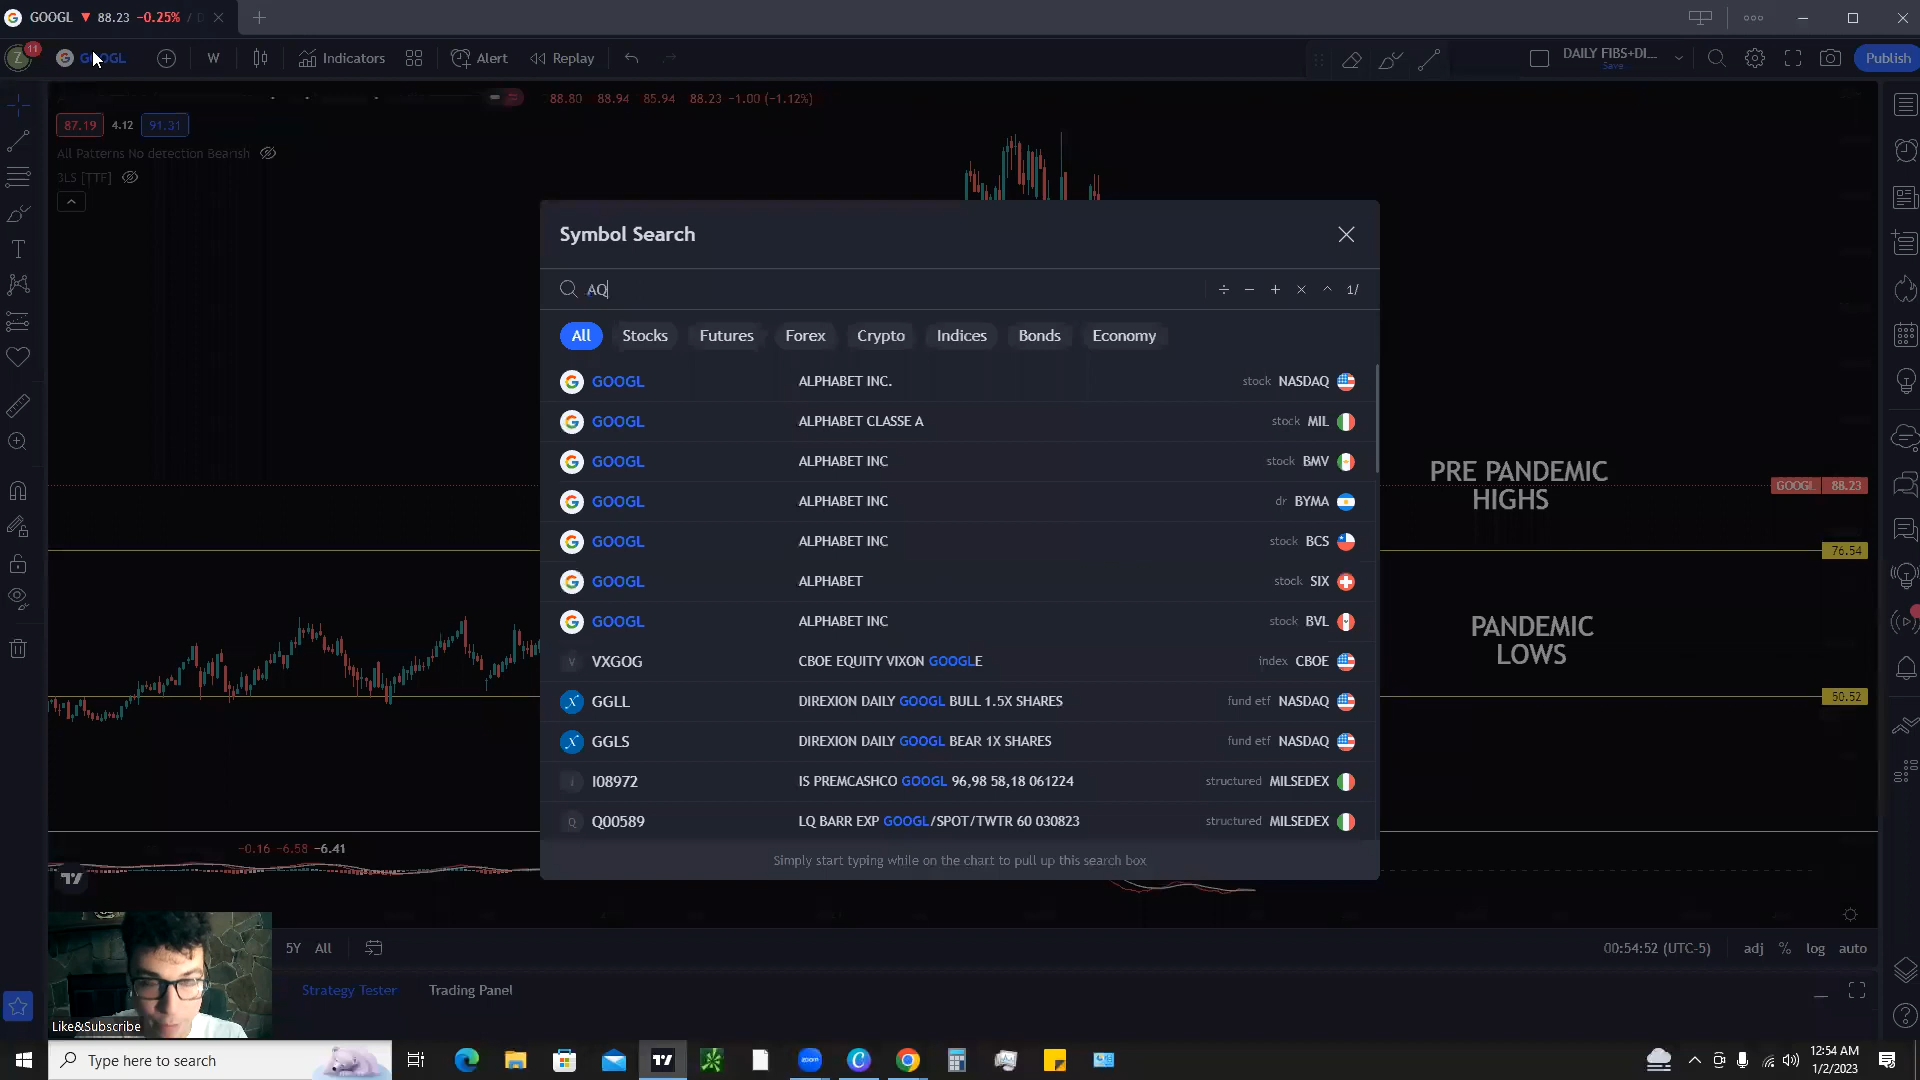 GOOGL ▼ 88.23 -0.25% /
11 GOOGL W Indicators Alert Replay DAILY FIBS+DI... Save Publish
88.80 88.94 85.94 88.23 -1.00 (-1.12%)
87.19 4.12 91.31
All Patterns No detection Bearish
3LS [TTF]
Symbol Search
AQ
÷ − + × ^ 1/
All Stocks Futures Forex Crypto Indices Bonds Economy
GOOGL ALPHABET INC. stock NASDAQ
GOOGL ALPHABET CLASSE A stock MIL
GOOGL ALPHABET INC stock BMV
GOOGL ALPHABET INC dr BYMA
GOOGL ALPHABET INC stock BCS
GOOGL ALPHABET stock SIX
GOOGL ALPHABET INC stock BVL
V VXGOG CBOE EQUITY VIXON GOOGLE index CBOE
X GGLL DIREXION DAILY GOOGL BULL 1.5X SHARES fund etf NASDAQ
X GGLS DIREXION DAILY GOOGL BEAR 1X SHARES fund etf NASDAQ
I I08972 IS PREMCASHCO GOOGL 96,98 58,18 061224 structured MILSEDEX
Q Q00589 LQ BARR EXP GOOGL/SPOT/TWTR 60 030823 structured MILSEDEX
Simply start typing while on the chart to pull up this search box
PRE PANDEMIC
HIGHS
GOOGL 88.23
76.54
PANDEMIC
LOWS
50.52
-0.16 -6.58 -6.41
5Y All
00:54:52 (UTC-5) adj % log auto
Strategy Tester Trading Panel
Like&Subscribe
Type here to search
zoom
12:54 AM
1/2/2023